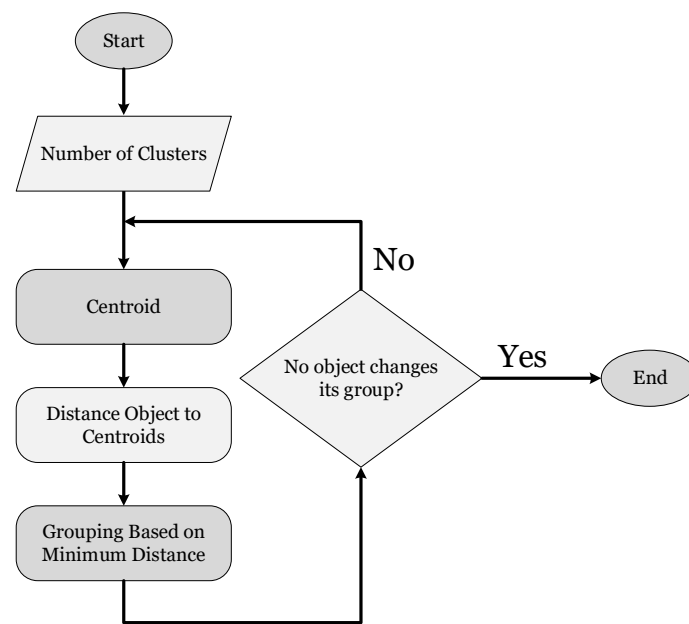 Start
Number of Clusters
Centroid
Distance Object to
Centroids
Grouping Based on
Minimum Distance
No object changes
its group?
No
Yes
End